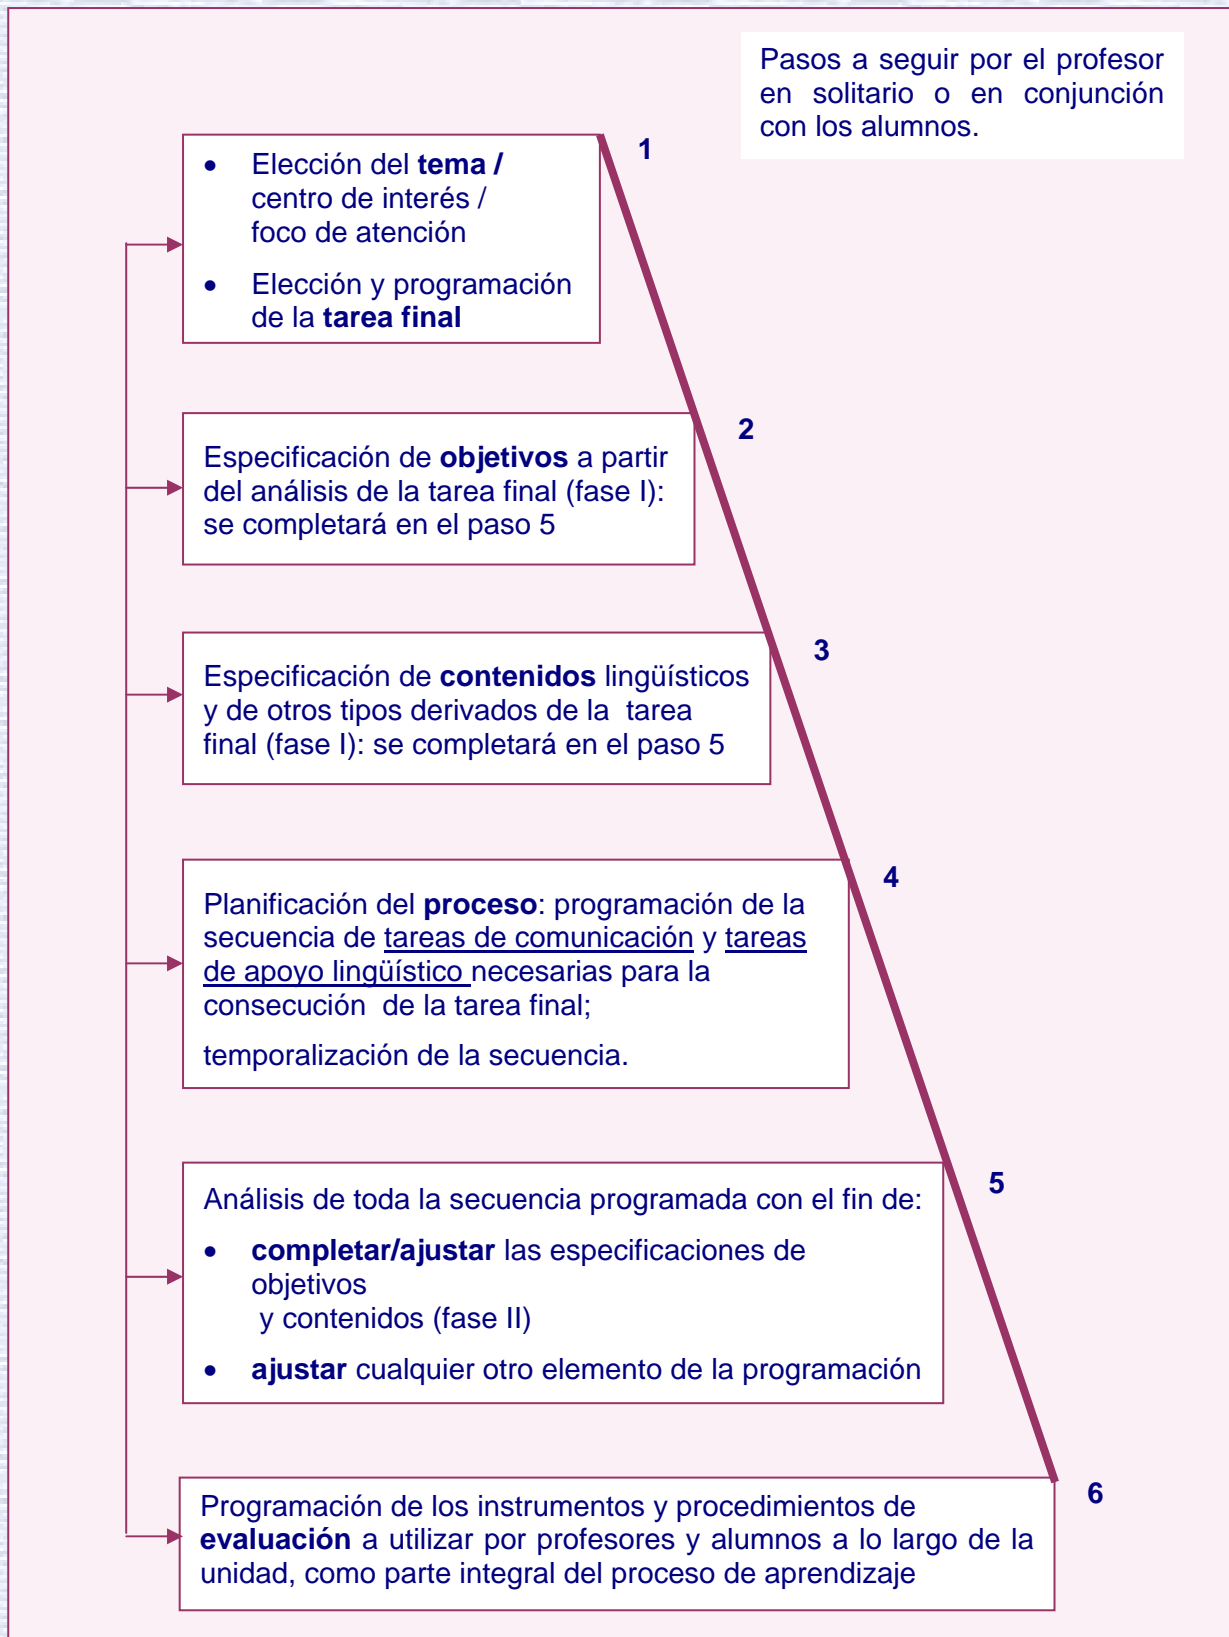 Pasos a seguir por el profesor
en solitario o en conjunción
con los alumnos.
1
• Elección del tema /
centro de interés /
foco de atención
• Elección y programación
de la tarea final
2
Especificación de objetivos a partir
del análisis de la tarea final (fase I):
se completará en el paso 5
3
Especificación de contenidos lingüísticos
y de otros tipos derivados de la tarea
final (fase I): se completará en el paso 5
4
Planificación del proceso: programación de la
secuencia de tareas de comunicación y tareas
de apoyo lingüístico necesarias para la
consecución de la tarea final;
temporalización de la secuencia.
5
Análisis de toda la secuencia programada con el fin de:
• completar/ajustar las especificaciones de
objetivos
y contenidos (fase II)
• ajustar cualquier otro elemento de la programación
6
Programación de los instrumentos y procedimientos de
evaluación a utilizar por profesores y alumnos a lo largo de la
unidad, como parte integral del proceso de aprendizaje